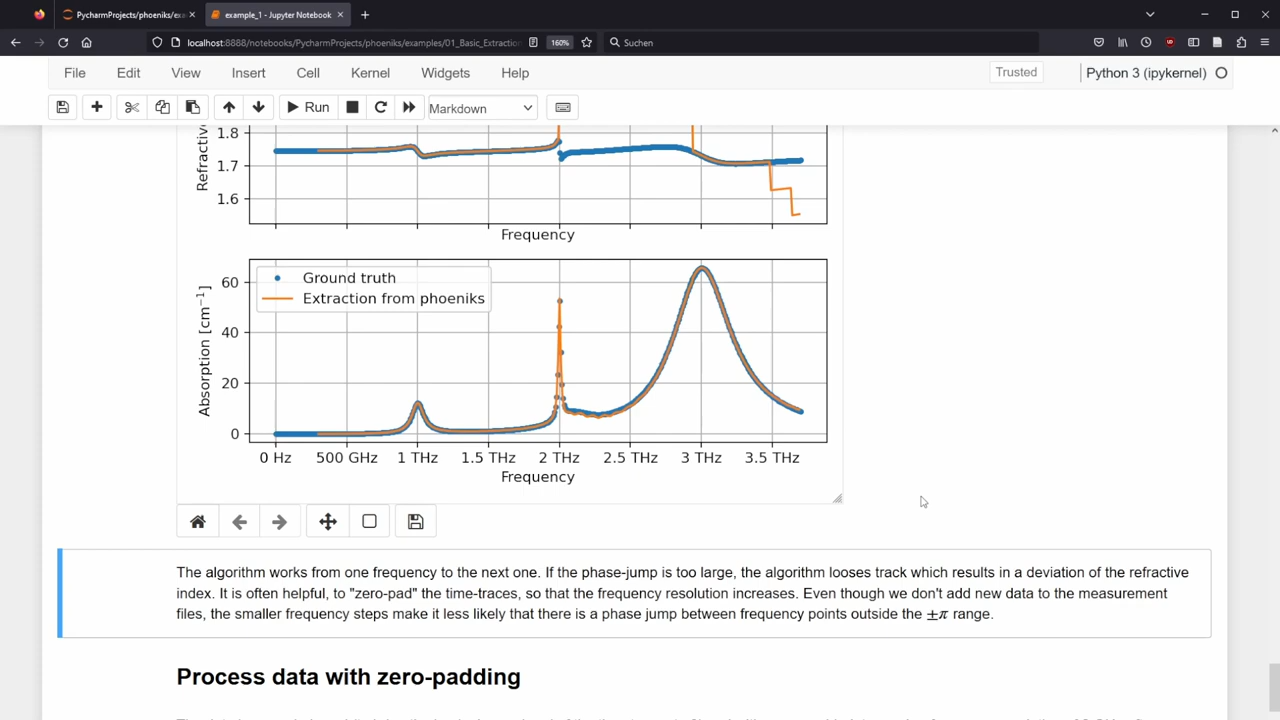 PycharmProjects/phoeniks/exa
example_1 - Jupyter Notebook
localhost:8888/notebooks/PycharmProjects/phoeniks/examples/01_Basic_Extraction
160%
Suchen
File Edit View Insert Cell Kernel Widgets Help
Trusted
Python 3 (ipykernel)
Run
Markdown
1.8
1.7
1.6
Refractive
Frequency
Ground truth
Extraction from phoeniks
60
40
20
0
Absorption [cm⁻¹]
0 Hz 500 GHz 1 THz 1.5 THz 2 THz 2.5 THz 3 THz 3.5 THz
Frequency
The algorithm works from one frequency to the next one. If the phase-jump is too large, the algorithm looses track which results in a deviation of the refractive
index. It is often helpful, to "zero-pad" the time-traces, so that the frequency resolution increases. Even though we don't add new data to the measurement
files, the smaller frequency steps make it less likely that there is a phase jump between frequency points outside the ±π range.
Process data with zero-padding